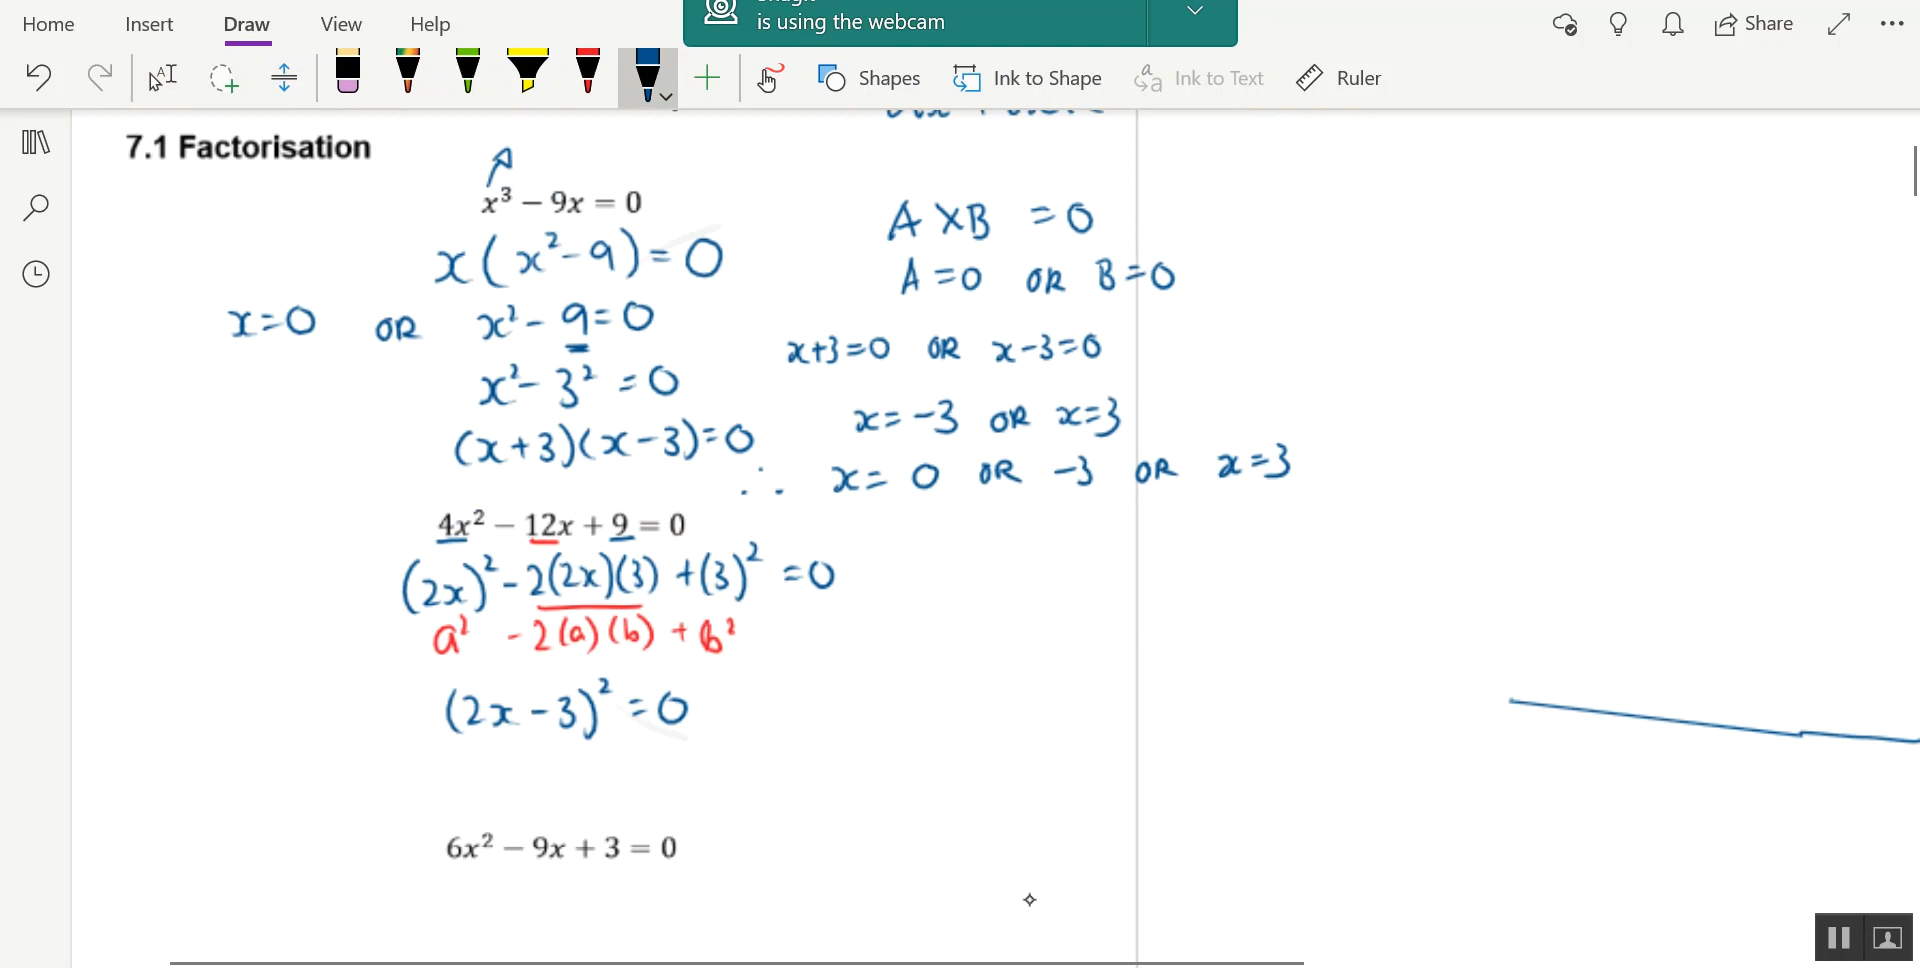 Home Insert Draw View Help
is using the webcam
Share
Shapes Ink to Shape Ink to Text Ruler
7.1 Factorisation
x³ − 9x = 0
x(x² − 9) = 0
x = 0 OR x² − 9 = 0
x² − 3² = 0
(x+3)(x−3) = 0
A × B = 0
A = 0 OR B = 0
x+3=0 OR x−3=0
x = −3 OR x=3
∴ x = 0 OR −3 OR x=3
4x² − 12x + 9 = 0
(2x)² − 2(2x)(3) + (3)² = 0
a² − 2(a)(b) + b²
(2x − 3)² = 0
6x² − 9x + 3 = 0